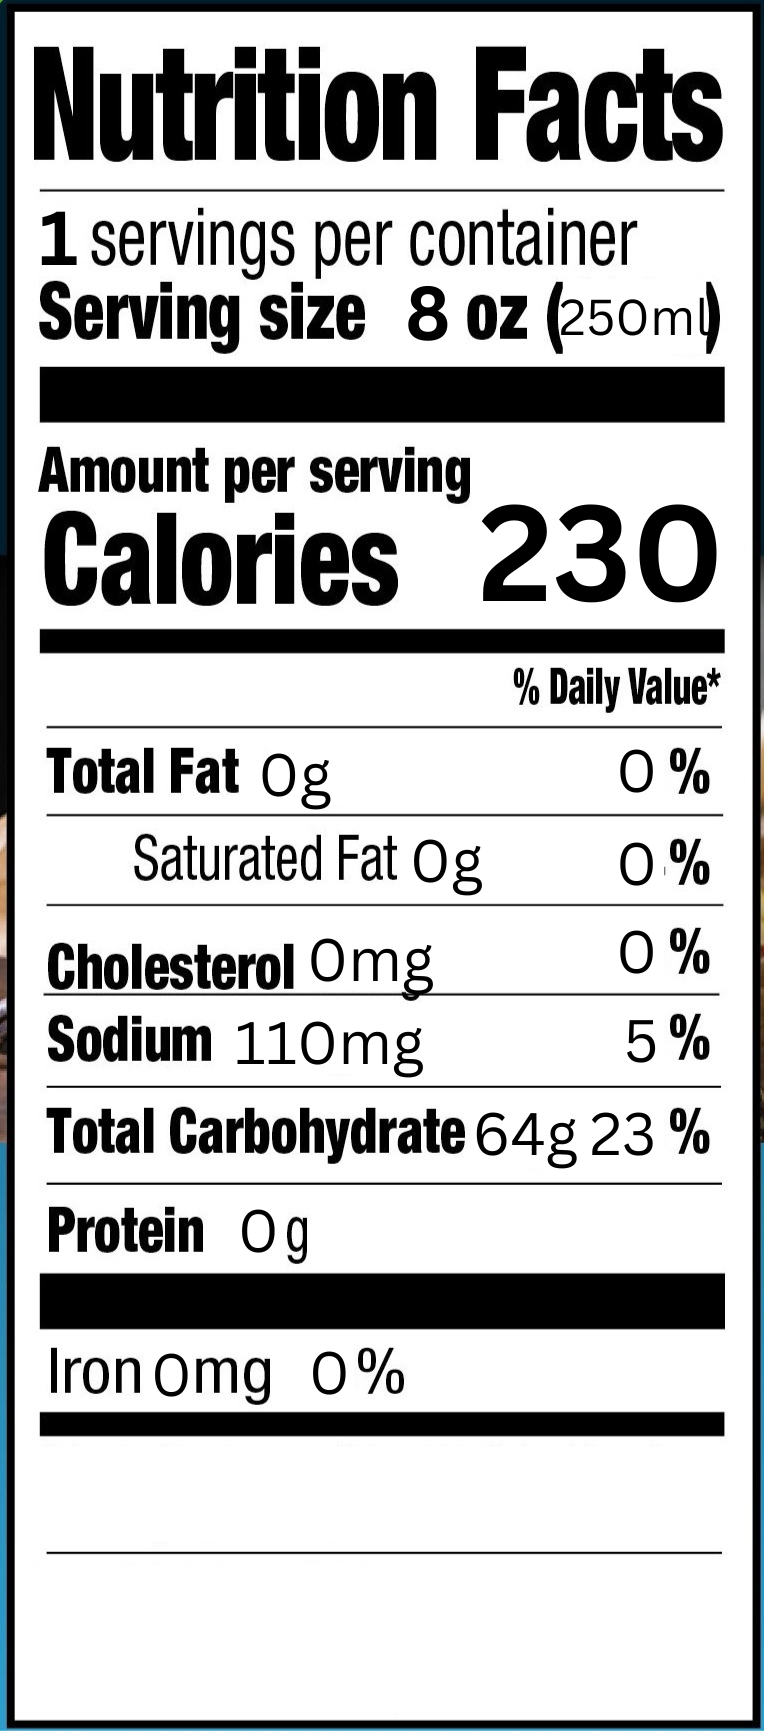 Nutrition Facts
1 servings per container
Serving size 8 oz (250ml)
Amount per serving
Calories 230
% Daily Value*
Total Fat 0g 0 %
Saturated Fat 0g 0 %
Cholesterol 0mg 0 %
Sodium 110mg 5 %
Total Carbohydrate 64g 23 %
Protein 0g
Iron 0mg 0%